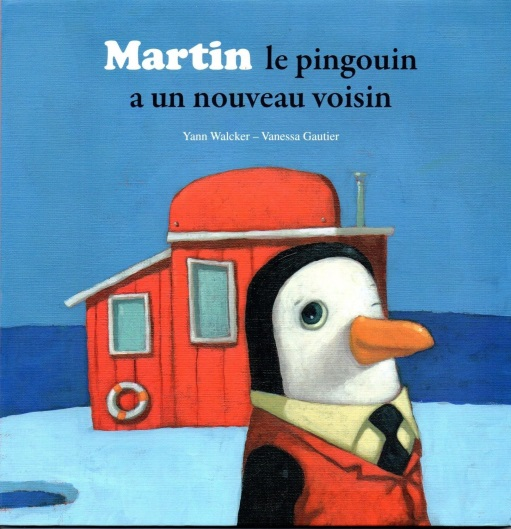 Martin le pingouin
a un nouveau voisin
Yann Walcker – Vanessa Gautier